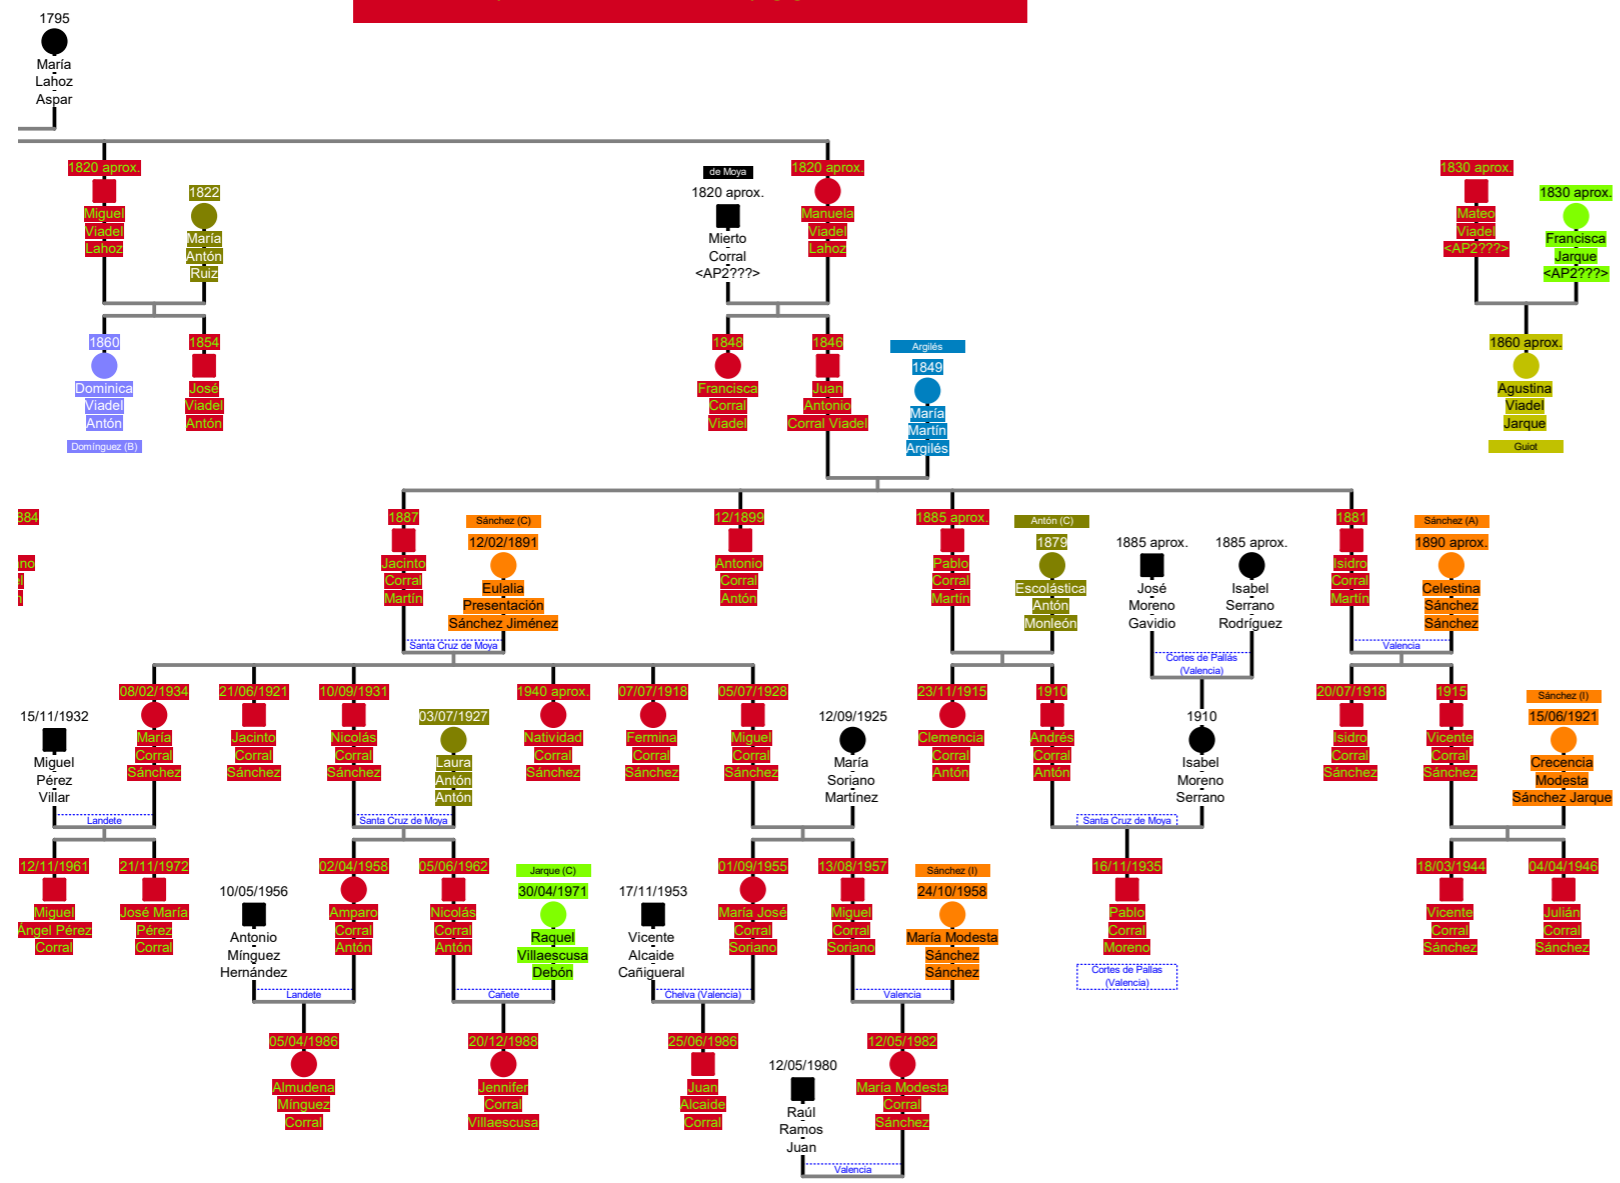 1795
María
Lahoz
Aspar
1820 aprox.
Miguel
Viadel
Lahoz
1822
María
Antón
Ruiz
de Moya
1820 aprox.
Mierto
Corral
<AP2???>
1820 aprox.
Manuela
Viadel
Lahoz
1830 aprox.
Mateo
Viadel
<AP2???>
1830 aprox.
Francisca
Jarque
<AP2???>
1860
Dominica
Viadel
Antón
Domínguez (B)
1854
José
Viadel
Antón
1848
Francisca
Corral
Viadel
1846
Juan
Antonio
Corral Viadel
Argilés
1849
María
Martín
Argilés
1860 aprox.
Agustina
Viadel
Jarque
Guiot
884
1887
Jacinto
Corral
Martín
Sánchez (C)
12/02/1891
Eulalia
Presentación
Sánchez Jiménez
Santa Cruz de Moya
12/1899
Antonio
Corral
Antón
1885 aprox.
Pablo
Corral
Martín
Antón (C)
1879
Escolástica
Antón
Monleón
1885 aprox.
José
Moreno
Gavidio
1885 aprox.
Isabel
Serrano
Rodríguez
Cortes de Pallás
(Valencia)
1881
Isidro
Corral
Martín
Sánchez (A)
1890 aprox.
Celestina
Sánchez
Sánchez
Valencia
15/11/1932
Miguel
Pérez
Villar
08/02/1934
María
Corral
Sánchez
Landete
21/06/1921
Jacinto
Corral
Sánchez
10/09/1931
Nicolás
Corral
Sánchez
03/07/1927
Laura
Antón
Antón
Santa Cruz de Moya
1940 aprox.
Natividad
Corral
Sánchez
07/07/1918
Fermina
Corral
Sánchez
05/07/1928
Miguel
Corral
Sánchez
12/09/1925
María
Soriano
Martínez
23/11/1915
Clemencia
Corral
Antón
1910
Andrés
Corral
Antón
1910
Isabel
Moreno
Serrano
Santa Cruz de Moya
20/07/1918
Isidro
Corral
Sánchez
1915
Vicente
Corral
Sánchez
Sánchez (I)
15/06/1921
Crecencia
Modesta
Sánchez Jarque
12/11/1961
Miguel
Ángel Pérez
Corral
21/11/1972
José María
Pérez
Corral
10/05/1956
Antonio
Mínguez
Hernández
02/04/1958
Amparo
Corral
Antón
Landete
05/06/1962
Nicolás
Corral
Antón
Jarque (C)
30/04/1971
Raquel
Villaescusa
Debón
Cañete
17/11/1953
Vicente
Alcaide
Cañigueral
01/09/1955
María José
Corral
Soriano
Chelva (Valencia)
13/08/1957
Miguel
Corral
Soriano
Sánchez (I)
24/10/1958
María Modesta
Sánchez
Sánchez
Valencia
16/11/1935
Pablo
Corral
Moreno
Cortes de Pallas
(Valencia)
18/03/1944
Vicente
Corral
Sánchez
04/04/1946
Julián
Corral
Sánchez
05/04/1986
Almudena
Mínguez
Corral
20/12/1988
Jennifer
Corral
Villaescusa
25/06/1986
Juan
Alcaide
Corral
12/05/1980
Raúl
Ramos
Juan
12/05/1982
María Modesta
Corral
Sánchez
Valencia